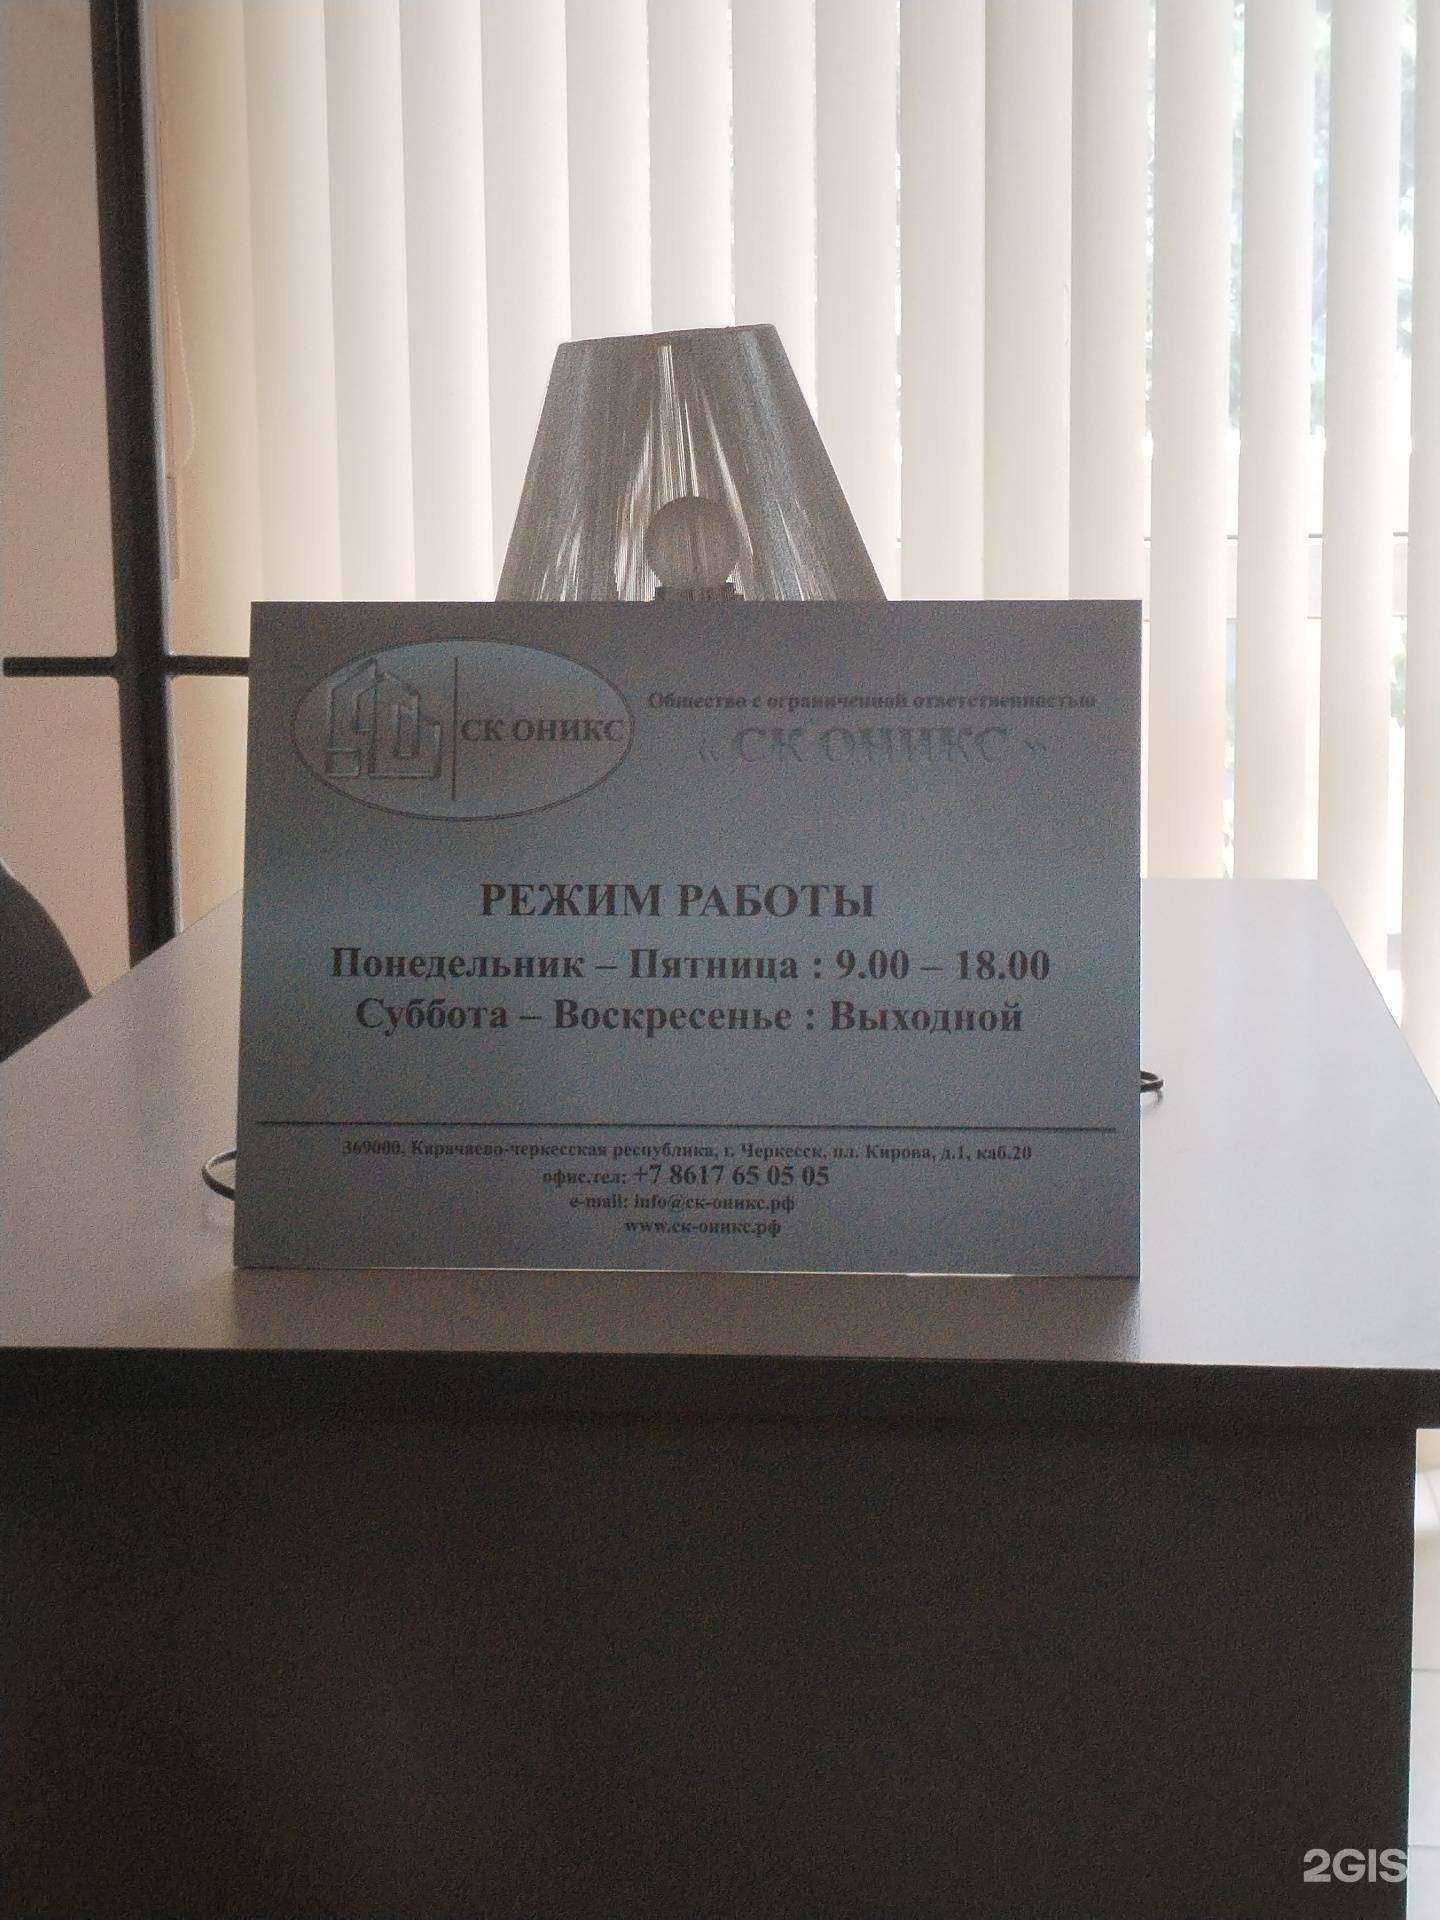 СК ОНИКС
Общество с ограниченной ответственностью
« СК ОНИКС »
РЕЖИМ РАБОТЫ
Понедельник – Пятница : 9.00 – 18.00
Суббота – Воскресенье : Выходной
369000, Карачаево-черкесская республика, г. Черкесск, пл. Кирова, д.1, каб.20
офис.тел: +7 8617 65 05 05
e-mail: info@ск-оникс.рф
www.ск-оникс.рф
2GIS